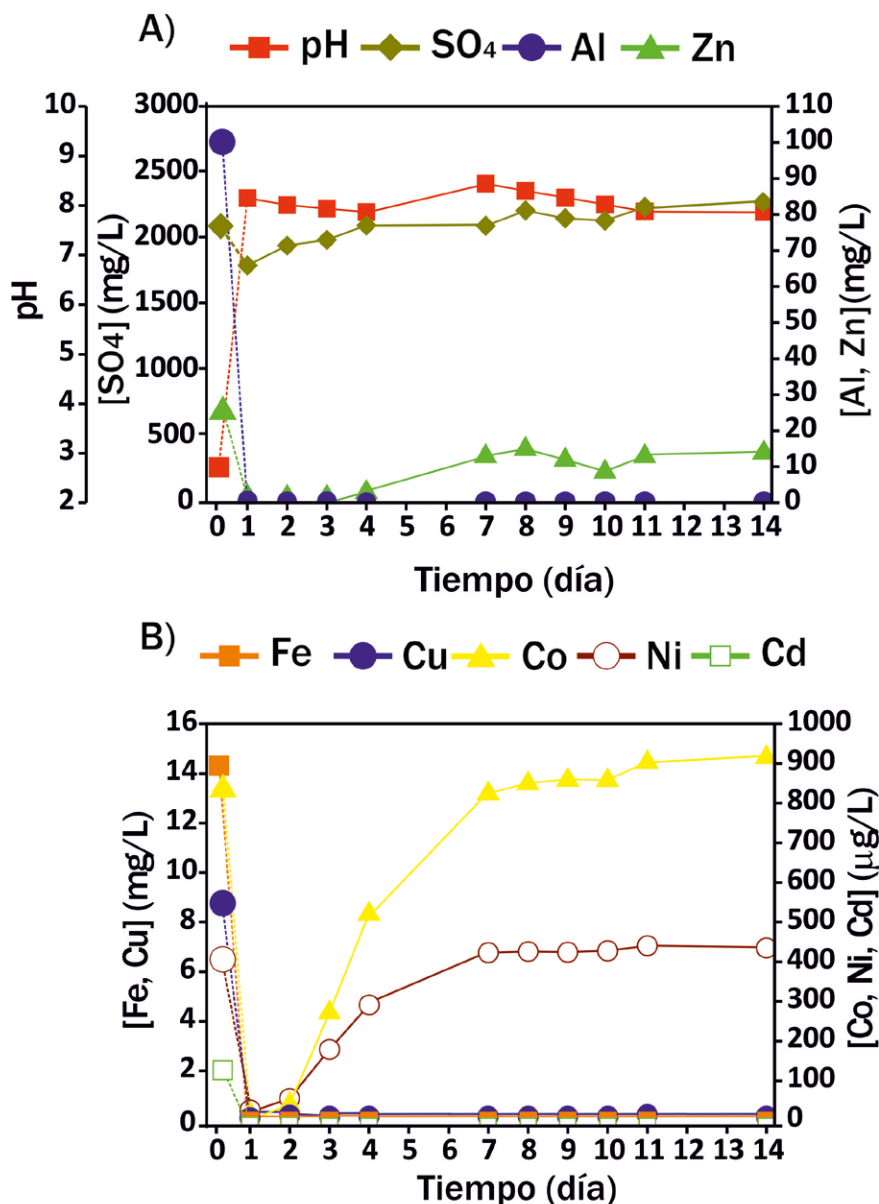 A)
pH SO₄ Al Zn
10 3000 110
9 2500 100
8 2000 90
7 1500 80
6 1000 70
5 500 60
4 0 50
3 40
2 30
20
10
0
pH
[SO4] (mg/L)
[Al, Zn](mg/L)
0 1 2 3 4 5 6 7 8 9 10 11 12 13 14
Tiempo (día)
B)
Fe Cu Co Ni Cd
16 1000
14 900
12 800
10 700
8 600
6 500
4 400
2 300
0 200
100
0
[Fe, Cu] (mg/L)
[Co, Ni, Cd] (µg/L)
0 1 2 3 4 5 6 7 8 9 10 11 12 13 14
Tiempo (día)